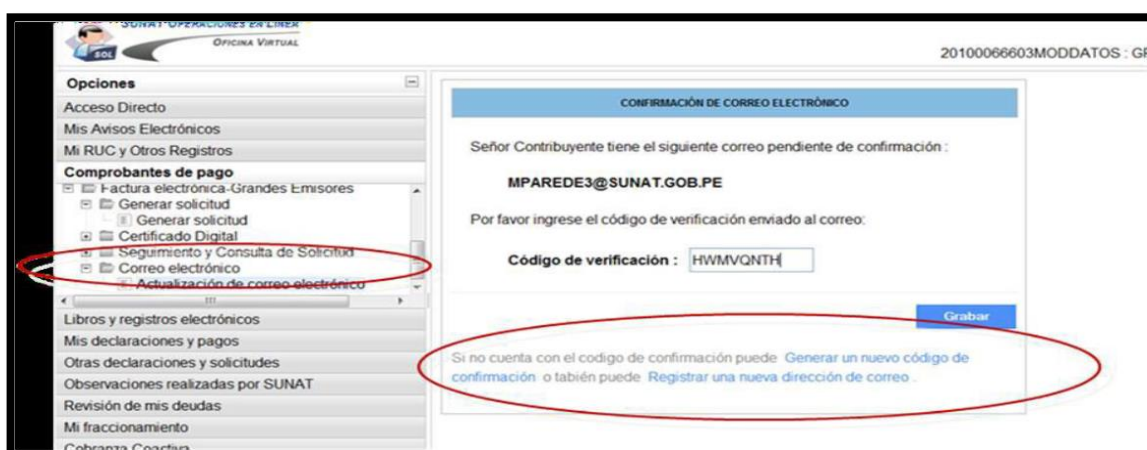 SUNAT OPERACIONES EN LÍNEA
OFICINA VIRTUAL
SOL
20100066603MODDATOS : GR
Opciones
Acceso Directo
Mis Avisos Electrónicos
Mi RUC y Otros Registros
Comprobantes de pago
Factura electrónica-Grandes Emisores
Generar solicitud
Generar solicitud
Certificado Digital
Seguimiento y Consulta de Solicitud
Correo electrónico
Actualización de correo electrónico
Libros y registros electrónicos
Mis declaraciones y pagos
Otras declaraciones y solicitudes
Observaciones realizadas por SUNAT
Revisión de mis deudas
Mi fraccionamiento
Cobranza Coactiva
CONFIRMACIÓN DE CORREO ELECTRÓNICO
Señor Contribuyente tiene el siguiente correo pendiente de confirmación :
MPAREDE3@SUNAT.GOB.PE
Por favor ingrese el código de verificación enviado al correo:
Código de verificación : HWMVQNTH
Grabar
Si no cuenta con el codigo de confirmación puede Generar un nuevo código de
confirmación o tabién puede Registrar una nueva dirección de correo .